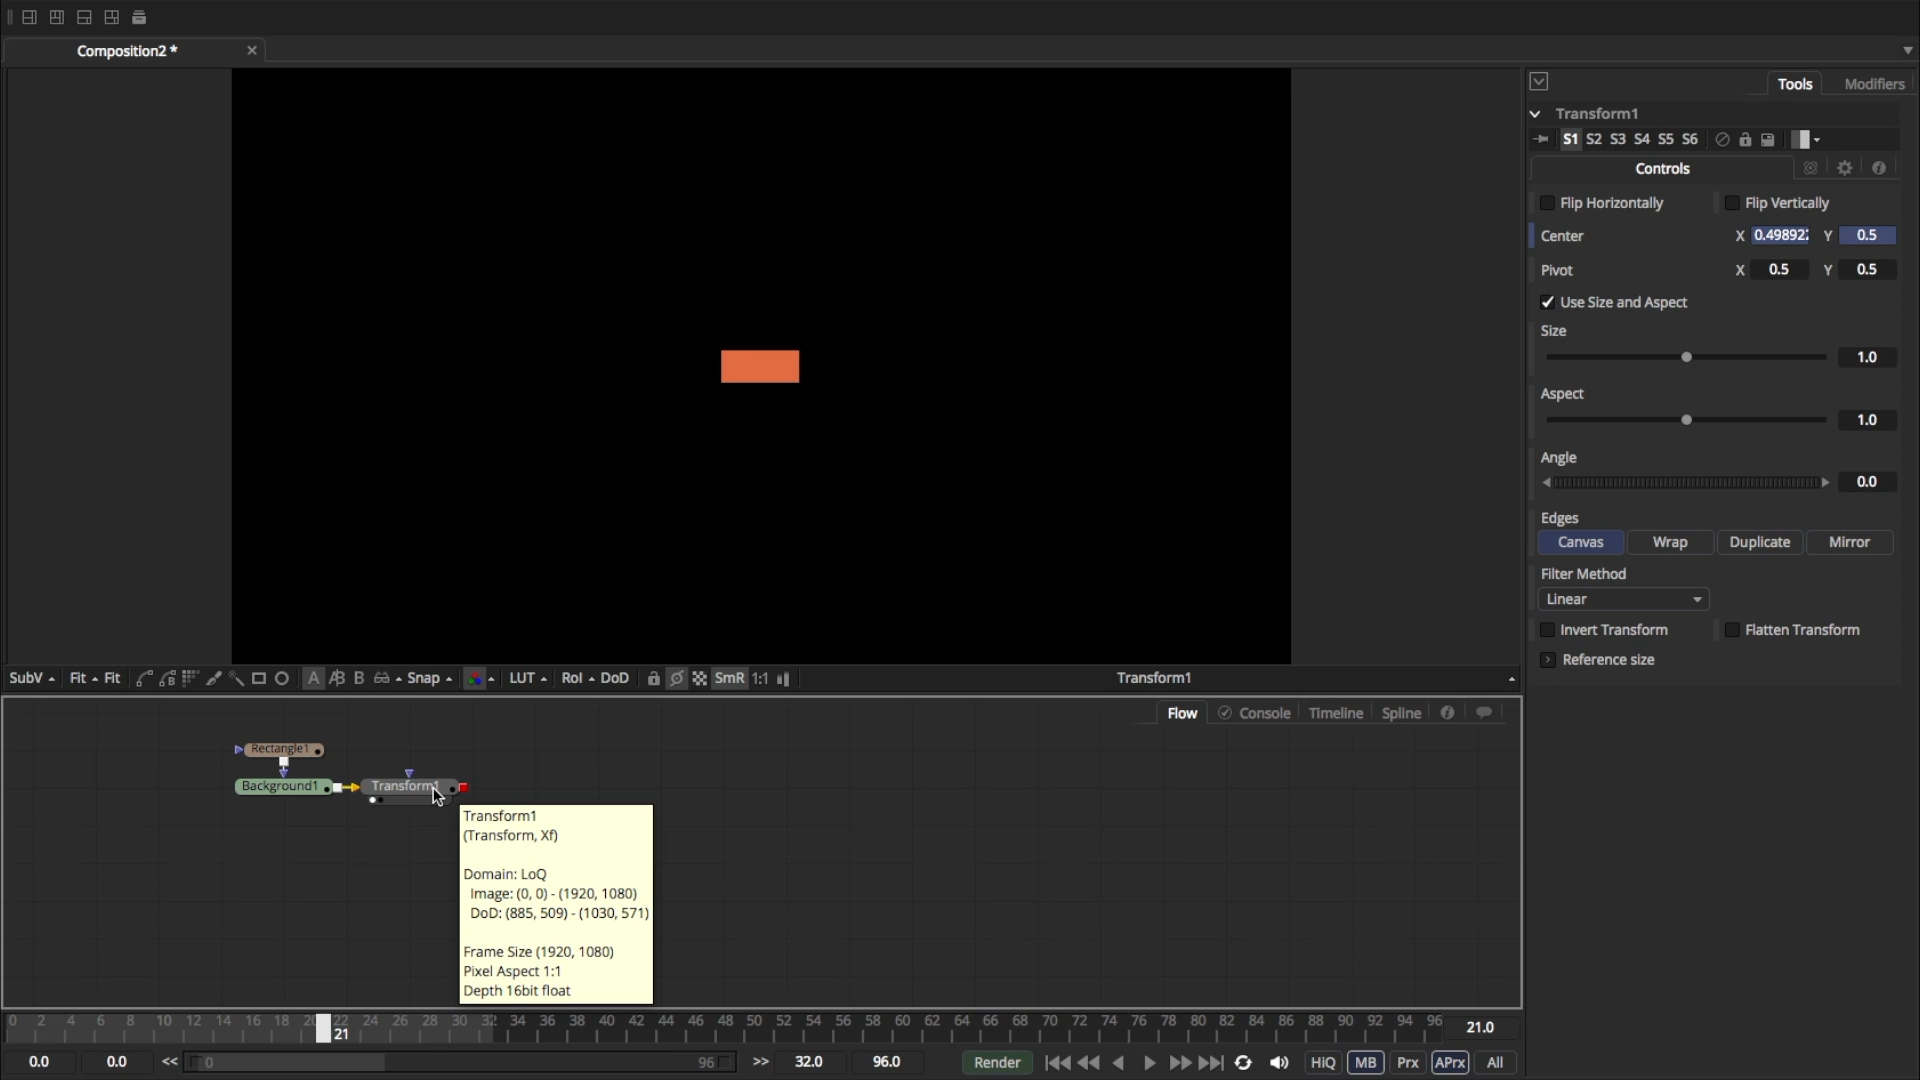 Composition2 *
Tools Modifiers
Transform1
S1 S2 S3 S4 S5 S6
Controls
Flip Horizontally Flip Vertically
Center X 0.498922 Y 0.5
Pivot X 0.5 Y 0.5
Use Size and Aspect
Size
1.0
Aspect
1.0
Angle
0.0
Edges
Canvas Wrap Duplicate Mirror
Filter Method
Linear
Invert Transform Flatten Transform
Reference size
SubV Fit Fit A B B Snap LUT RoI DoD SmR 1:1 Transform1
Flow Console Timeline Spline
Rectangle1
Background1 Transform1
Transform1
(Transform, Xf)
Domain: LoQ
Image: (0, 0) - (1920, 1080)
DoD: (885, 509) - (1030, 571)
Frame Size (1920, 1080)
Pixel Aspect 1:1
Depth 16bit float
0 2 4 6 8 10 12 14 16 18 20 22 24 26 28 30 32 34 36 38 40 42 44 46 48 50 52 54 56 58 60 62 64 66 68 70 72 74 76 78 80 82 84 86 88 90 92 94 96 21.0
21
0.0 0.0 << 0 96 >> 32.0 96.0 Render HiQ MB Prx APrx All